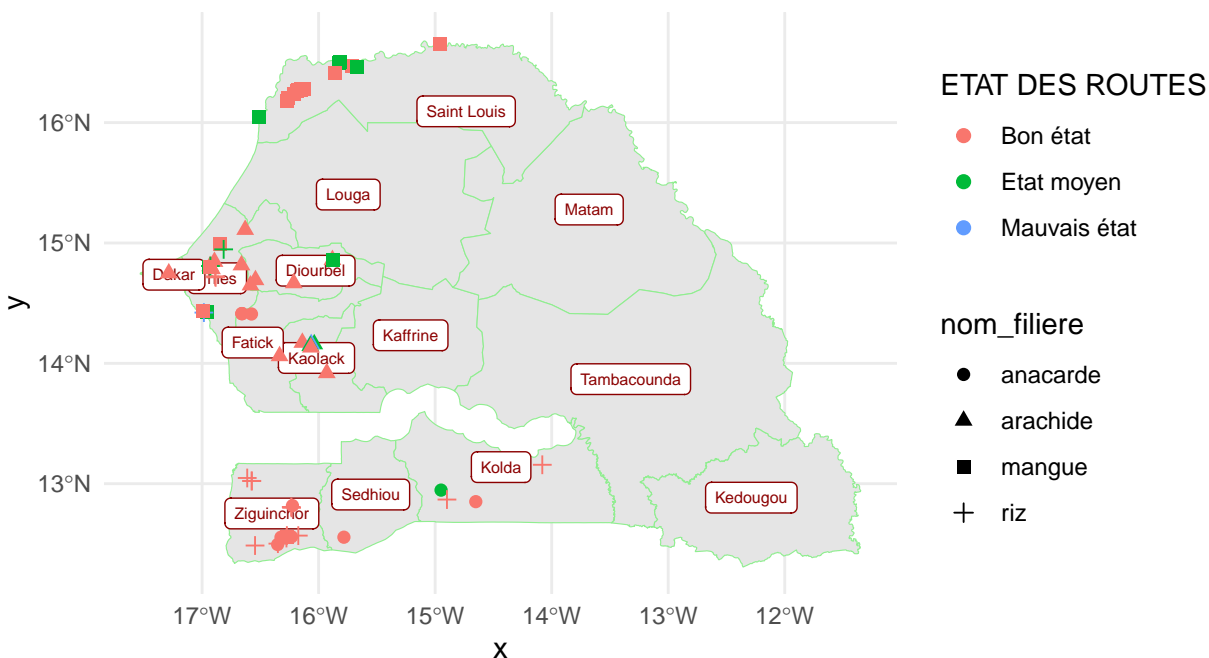 ETAT DES ROUTES
Bon état
Etat moyen
Mauvais état
nom_filiere
anacarde
arachide
mangue
riz
y
16°N
15°N
14°N
13°N
Saint Louis
Louga
Matam
Diourbel
Dakar
Fatick
Kaolack
Kaffrine
Tambacounda
Kolda
Sedhiou
Ziguinchor
Kedougou
17°W
16°W
15°W
14°W
13°W
12°W
x